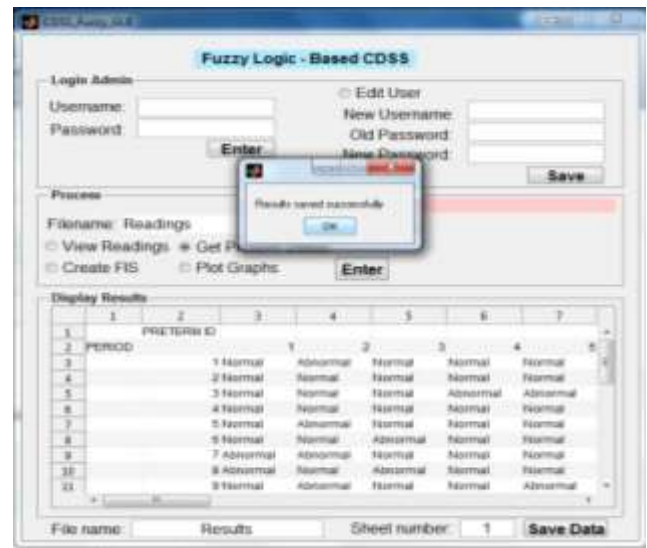 CDSS_Fuzzy_GUI
Fuzzy Logic - Based CDSS
Login Admin
Username:
Password:
Enter
Edit User
New Username:
Old Password:
New Password:
Save
Results saved successfully
OK
Process
Filename: Readings
View Readings Get
Create FIS Plot Graphs
Enter
Display Results
1 2 3 4 5 6 7
1 PRETERM ID
2 PERIOD 1 2 3 4 5
3 1 Normal Abnormal Normal Normal Normal
4 2 Normal Normal Normal Normal Normal
5 3 Normal Abnormal Normal Abnormal Abnormal
6 4 Normal Normal Normal Normal Normal
7 5 Normal Abnormal Normal Normal Normal
8 6 Normal Normal Abnormal Normal Normal
9 7 Abnormal Abnormal Normal Normal Normal
10 8 Abnormal Normal Abnormal Normal Normal
11 9 Normal Abnormal Normal Normal Abnormal
File name: Results Sheet number: 1 Save Data